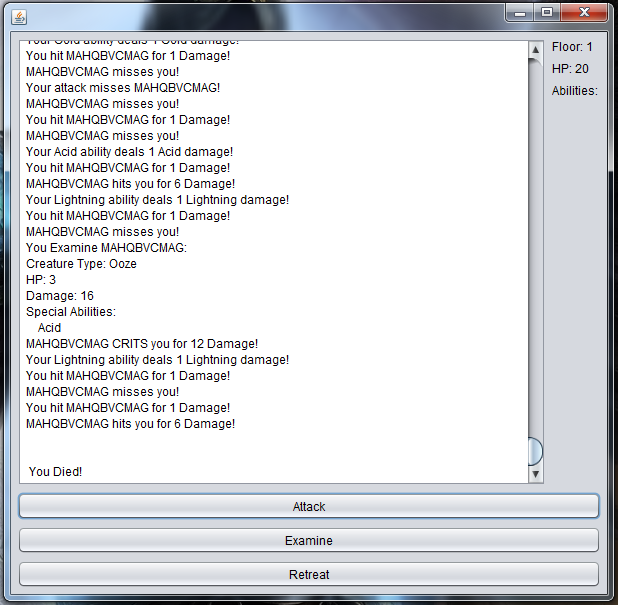 Your Cold ability deals 1 Cold damage!
You hit MAHQBVCMAG for 1 Damage!
MAHQBVCMAG misses you!
Your attack misses MAHQBVCMAG!
MAHQBVCMAG misses you!
You hit MAHQBVCMAG for 1 Damage!
MAHQBVCMAG misses you!
Your Acid ability deals 1 Acid damage!
You hit MAHQBVCMAG for 1 Damage!
MAHQBVCMAG hits you for 6 Damage!
Your Lightning ability deals 1 Lightning damage!
You hit MAHQBVCMAG for 1 Damage!
MAHQBVCMAG misses you!
You Examine MAHQBVCMAG:
Creature Type: Ooze
HP: 3
Damage: 16
Special Abilities:
Acid
MAHQBVCMAG CRITS you for 12 Damage!
Your Lightning ability deals 1 Lightning damage!
You hit MAHQBVCMAG for 1 Damage!
MAHQBVCMAG misses you!
You hit MAHQBVCMAG for 1 Damage!
MAHQBVCMAG hits you for 6 Damage!
You Died!
Floor: 1
HP: 20
Abilities:
Attack
Examine
Retreat